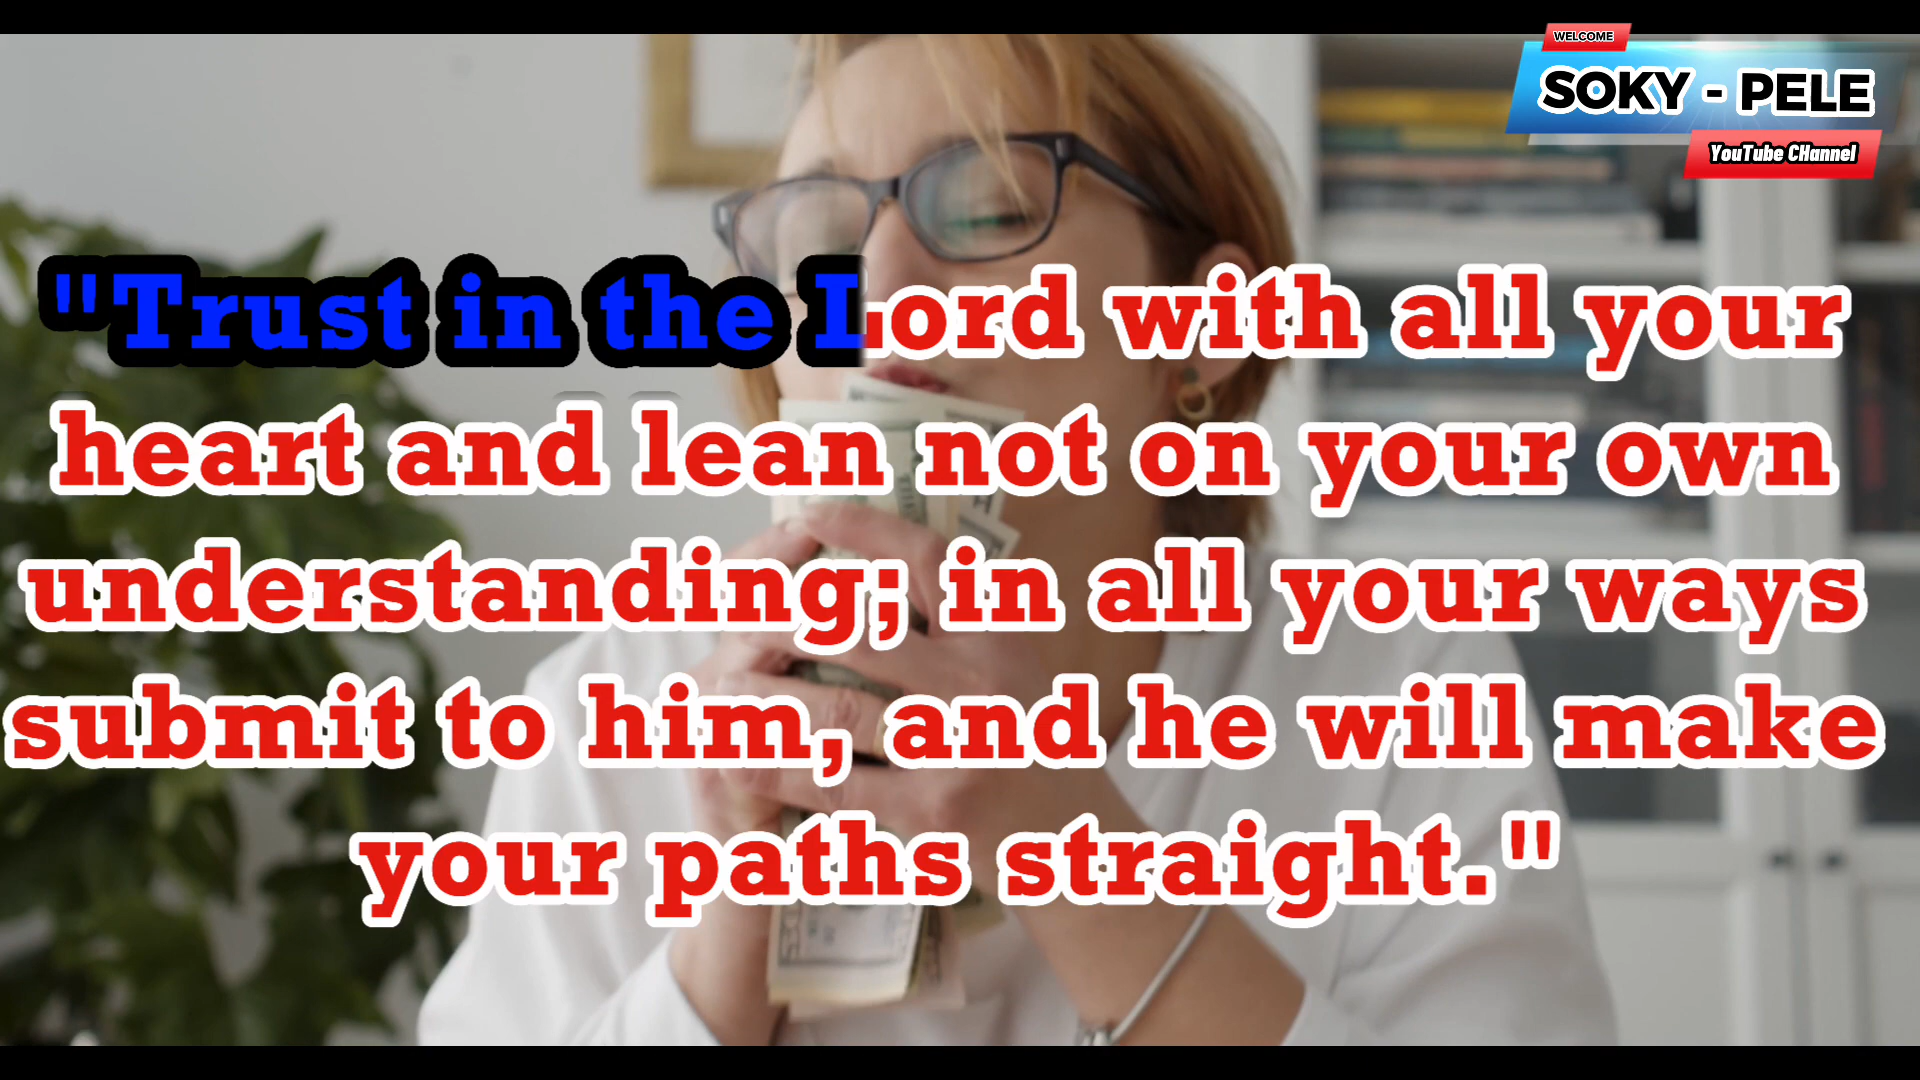 WELCOME
SOKY - PELE
YouTube CHannel
"Trust in the Lord with all your
heart and lean not on your own
understanding; in all your ways
submit to him, and he will make
your paths straight."